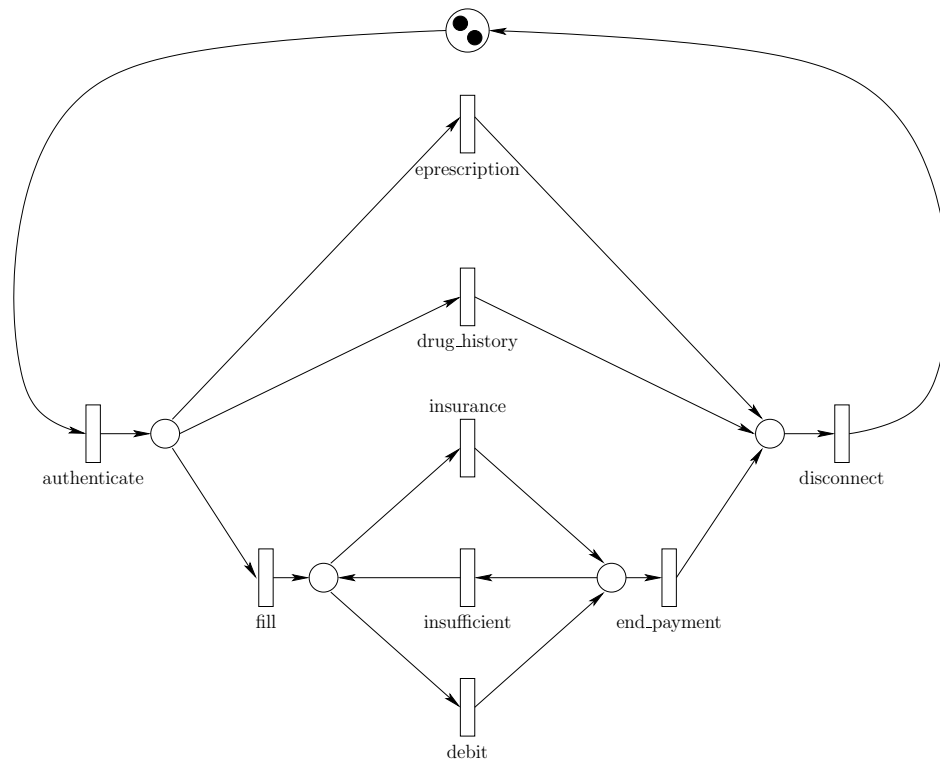 eprescription
drug_history
insurance
authenticate
disconnect
fill
insufficient
end_payment
debit